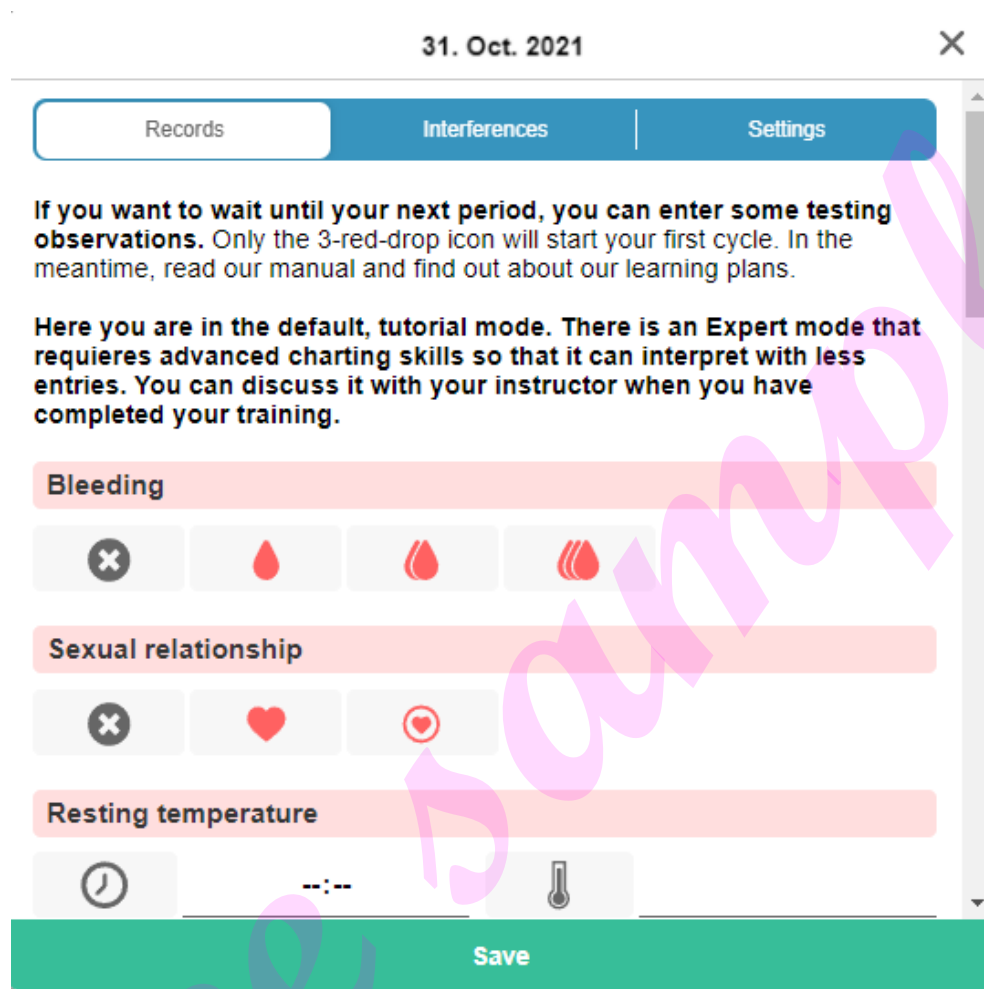 31. Oct. 2021
Records Interferences Settings
If you want to wait until your next period, you can enter some testing
observations. Only the 3-red-drop icon will start your first cycle. In the
meantime, read our manual and find out about our learning plans.
Here you are in the default, tutorial mode. There is an Expert mode that
requieres advanced charting skills so that it can interpret with less
entries. You can discuss it with your instructor when you have
completed your training.
Bleeding
Sexual relationship
Resting temperature
--:--
Save